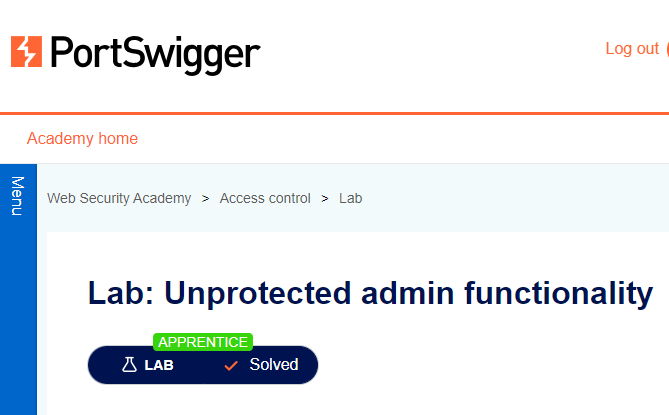 PortSwigger
Log out
Academy home
Menu
Web Security Academy > Access control > Lab
Lab: Unprotected admin functionality
APPRENTICE
LAB Solved